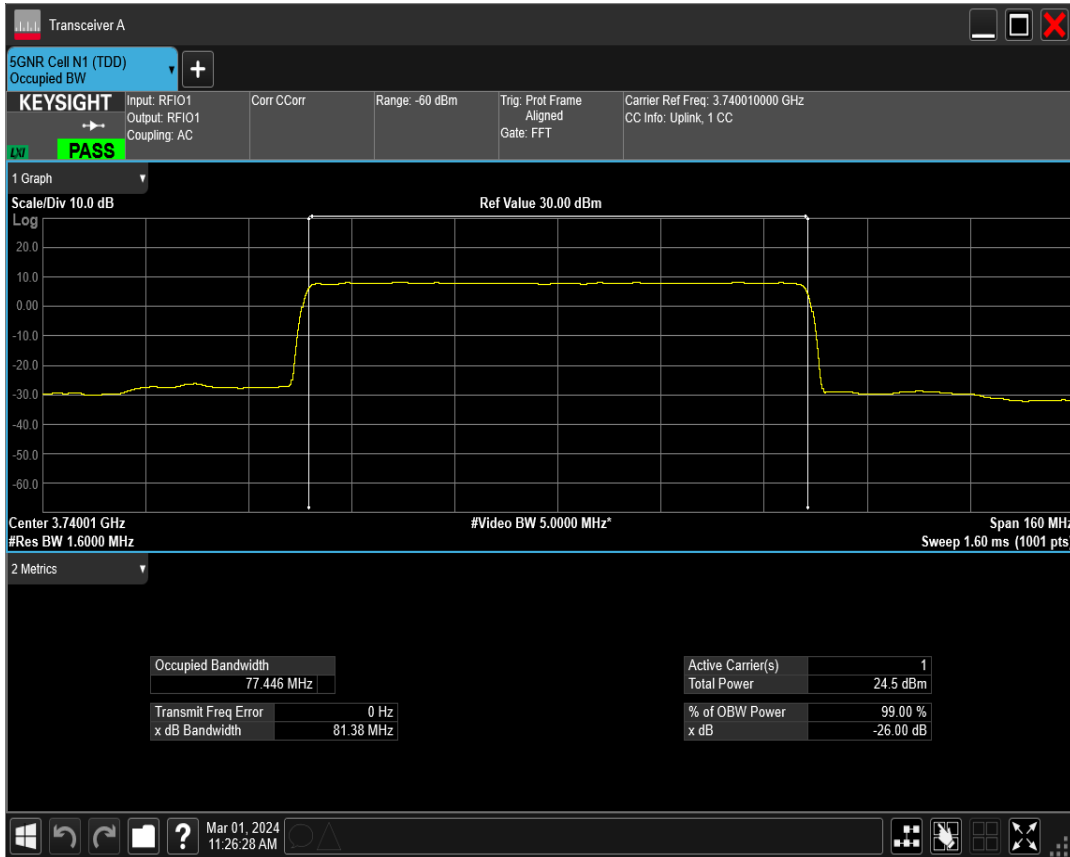 Transceiver A
5GNR Cell N1 (TDD)
Occupied BW
+
KEYSIGHT
LXI
PASS
Input: RFIO1
Output: RFIO1
Coupling: AC
Corr CCorr
Range: -60 dBm
Trig: Prot Frame
Aligned
Gate: FFT
Carrier Ref Freq: 3.740010000 GHz
CC Info: Uplink, 1 CC
1 Graph
Scale/Div 10.0 dB
Ref Value 30.00 dBm
Log
20.0
10.0
0.00
-10.0
-20.0
-30.0
-40.0
-50.0
-60.0
Center 3.74001 GHz
#Video BW 5.0000 MHz*
Span 160 MHz
#Res BW 1.6000 MHz
Sweep 1.60 ms (1001 pts)
2 Metrics
Occupied Bandwidth
77.446 MHz
Transmit Freq Error 0 Hz
x dB Bandwidth 81.38 MHz
Active Carrier(s) 1
Total Power 24.5 dBm
% of OBW Power 99.00 %
x dB -26.00 dB
?
Mar 01, 2024
11:26:28 AM